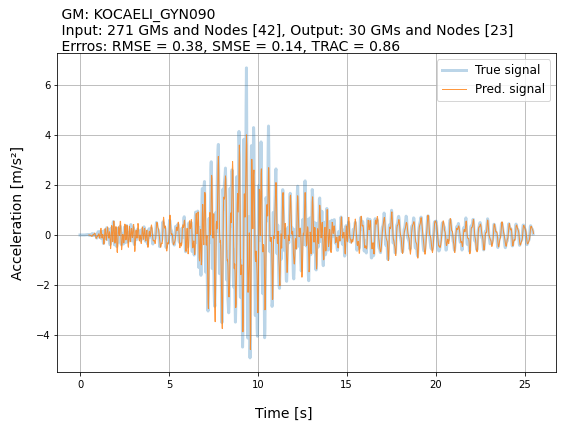 GM: KOCAELI_GYN090
Input: 271 GMs and Nodes [42], Output: 30 GMs and Nodes [23]
Errros: RMSE = 0.38, SMSE = 0.14, TRAC = 0.86
True signal
Pred. signal
6
4
2
0
−2
−4
Acceleration [m/s²]
0 5 10 15 20 25
Time [s]